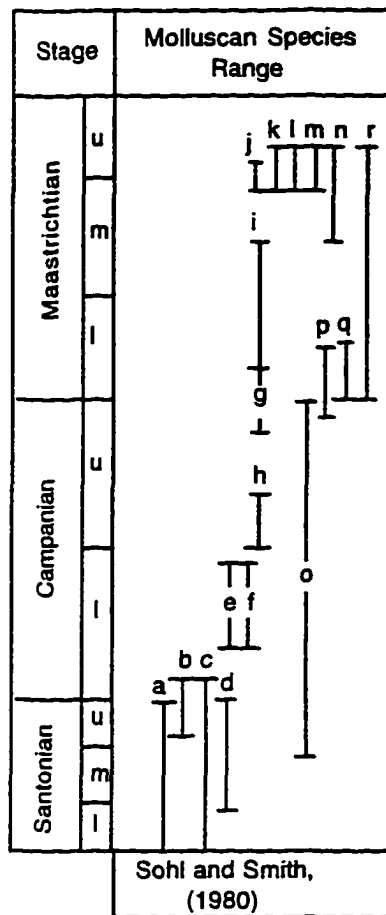 Stage
Molluscan Species
Range
Maastrichtian
u
m
l
Campanian
u
l
Santonian
u
m
l
k l m n r
j
i
p q
g
h
o
e f
b c
a d
Sohl and Smith,
(1980)